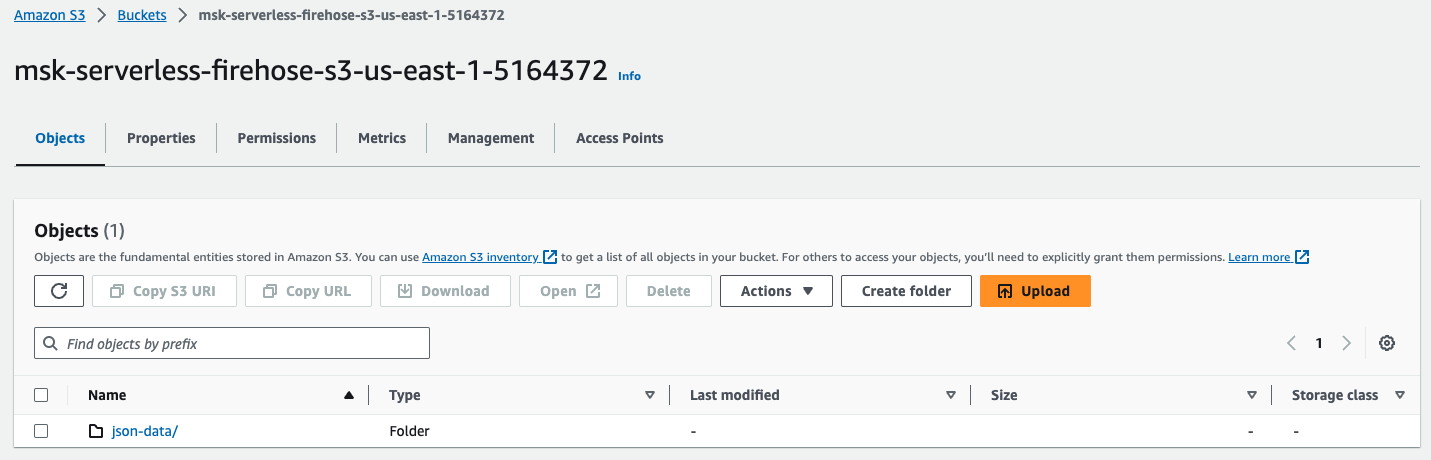 Amazon S3 > Buckets > msk-serverless-firehose-s3-us-east-1-5164372
msk-serverless-firehose-s3-us-east-1-5164372 Info
Objects Properties Permissions Metrics Management Access Points
Objects (1)
Objects are the fundamental entities stored in Amazon S3. You can use Amazon S3 inventory to get a list of all objects in your bucket. For others to access your objects, you'll need to explicitly grant them permissions. Learn more
Copy S3 URI Copy URL Download Open Delete Actions Create folder Upload
Find objects by prefix 1
Name Type Last modified Size Storage class
json-data/ Folder - - -